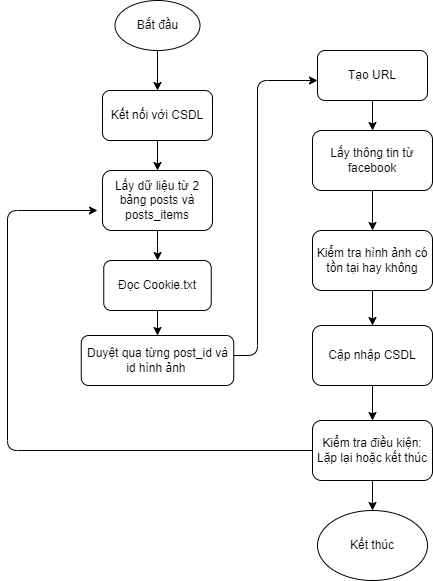 Bắt đầu
Kết nối với CSDL
Lấy dữ liệu từ 2
bảng posts và
posts_items
Đọc Cookie.txt
Duyệt qua từng post_id và
id hình ảnh
Tạo URL
Lấy thông tin từ
facebook
Kiểm tra hình ảnh có
tồn tại hay không
Cập nhập CSDL
Kiểm tra điều kiện:
Lặp lại hoặc kết thúc
Kết thúc